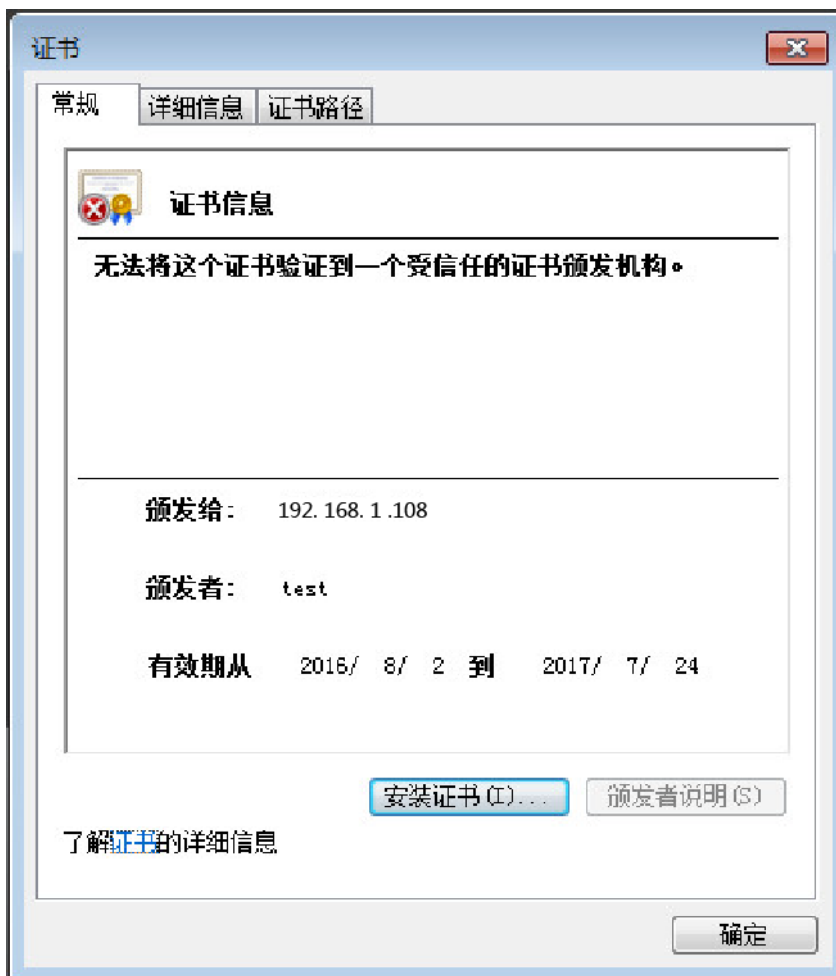 证书
常规 详细信息 证书路径
证书信息
无法将这个证书验证到一个受信任的证书颁发机构。
颁发给: 192. 168. 1 .108
颁发者: test
有效期从 2016/ 8/ 2 到 2017/ 7/ 24
安装证书(I)... 颁发者说明(S)
了解证书的详细信息
确定